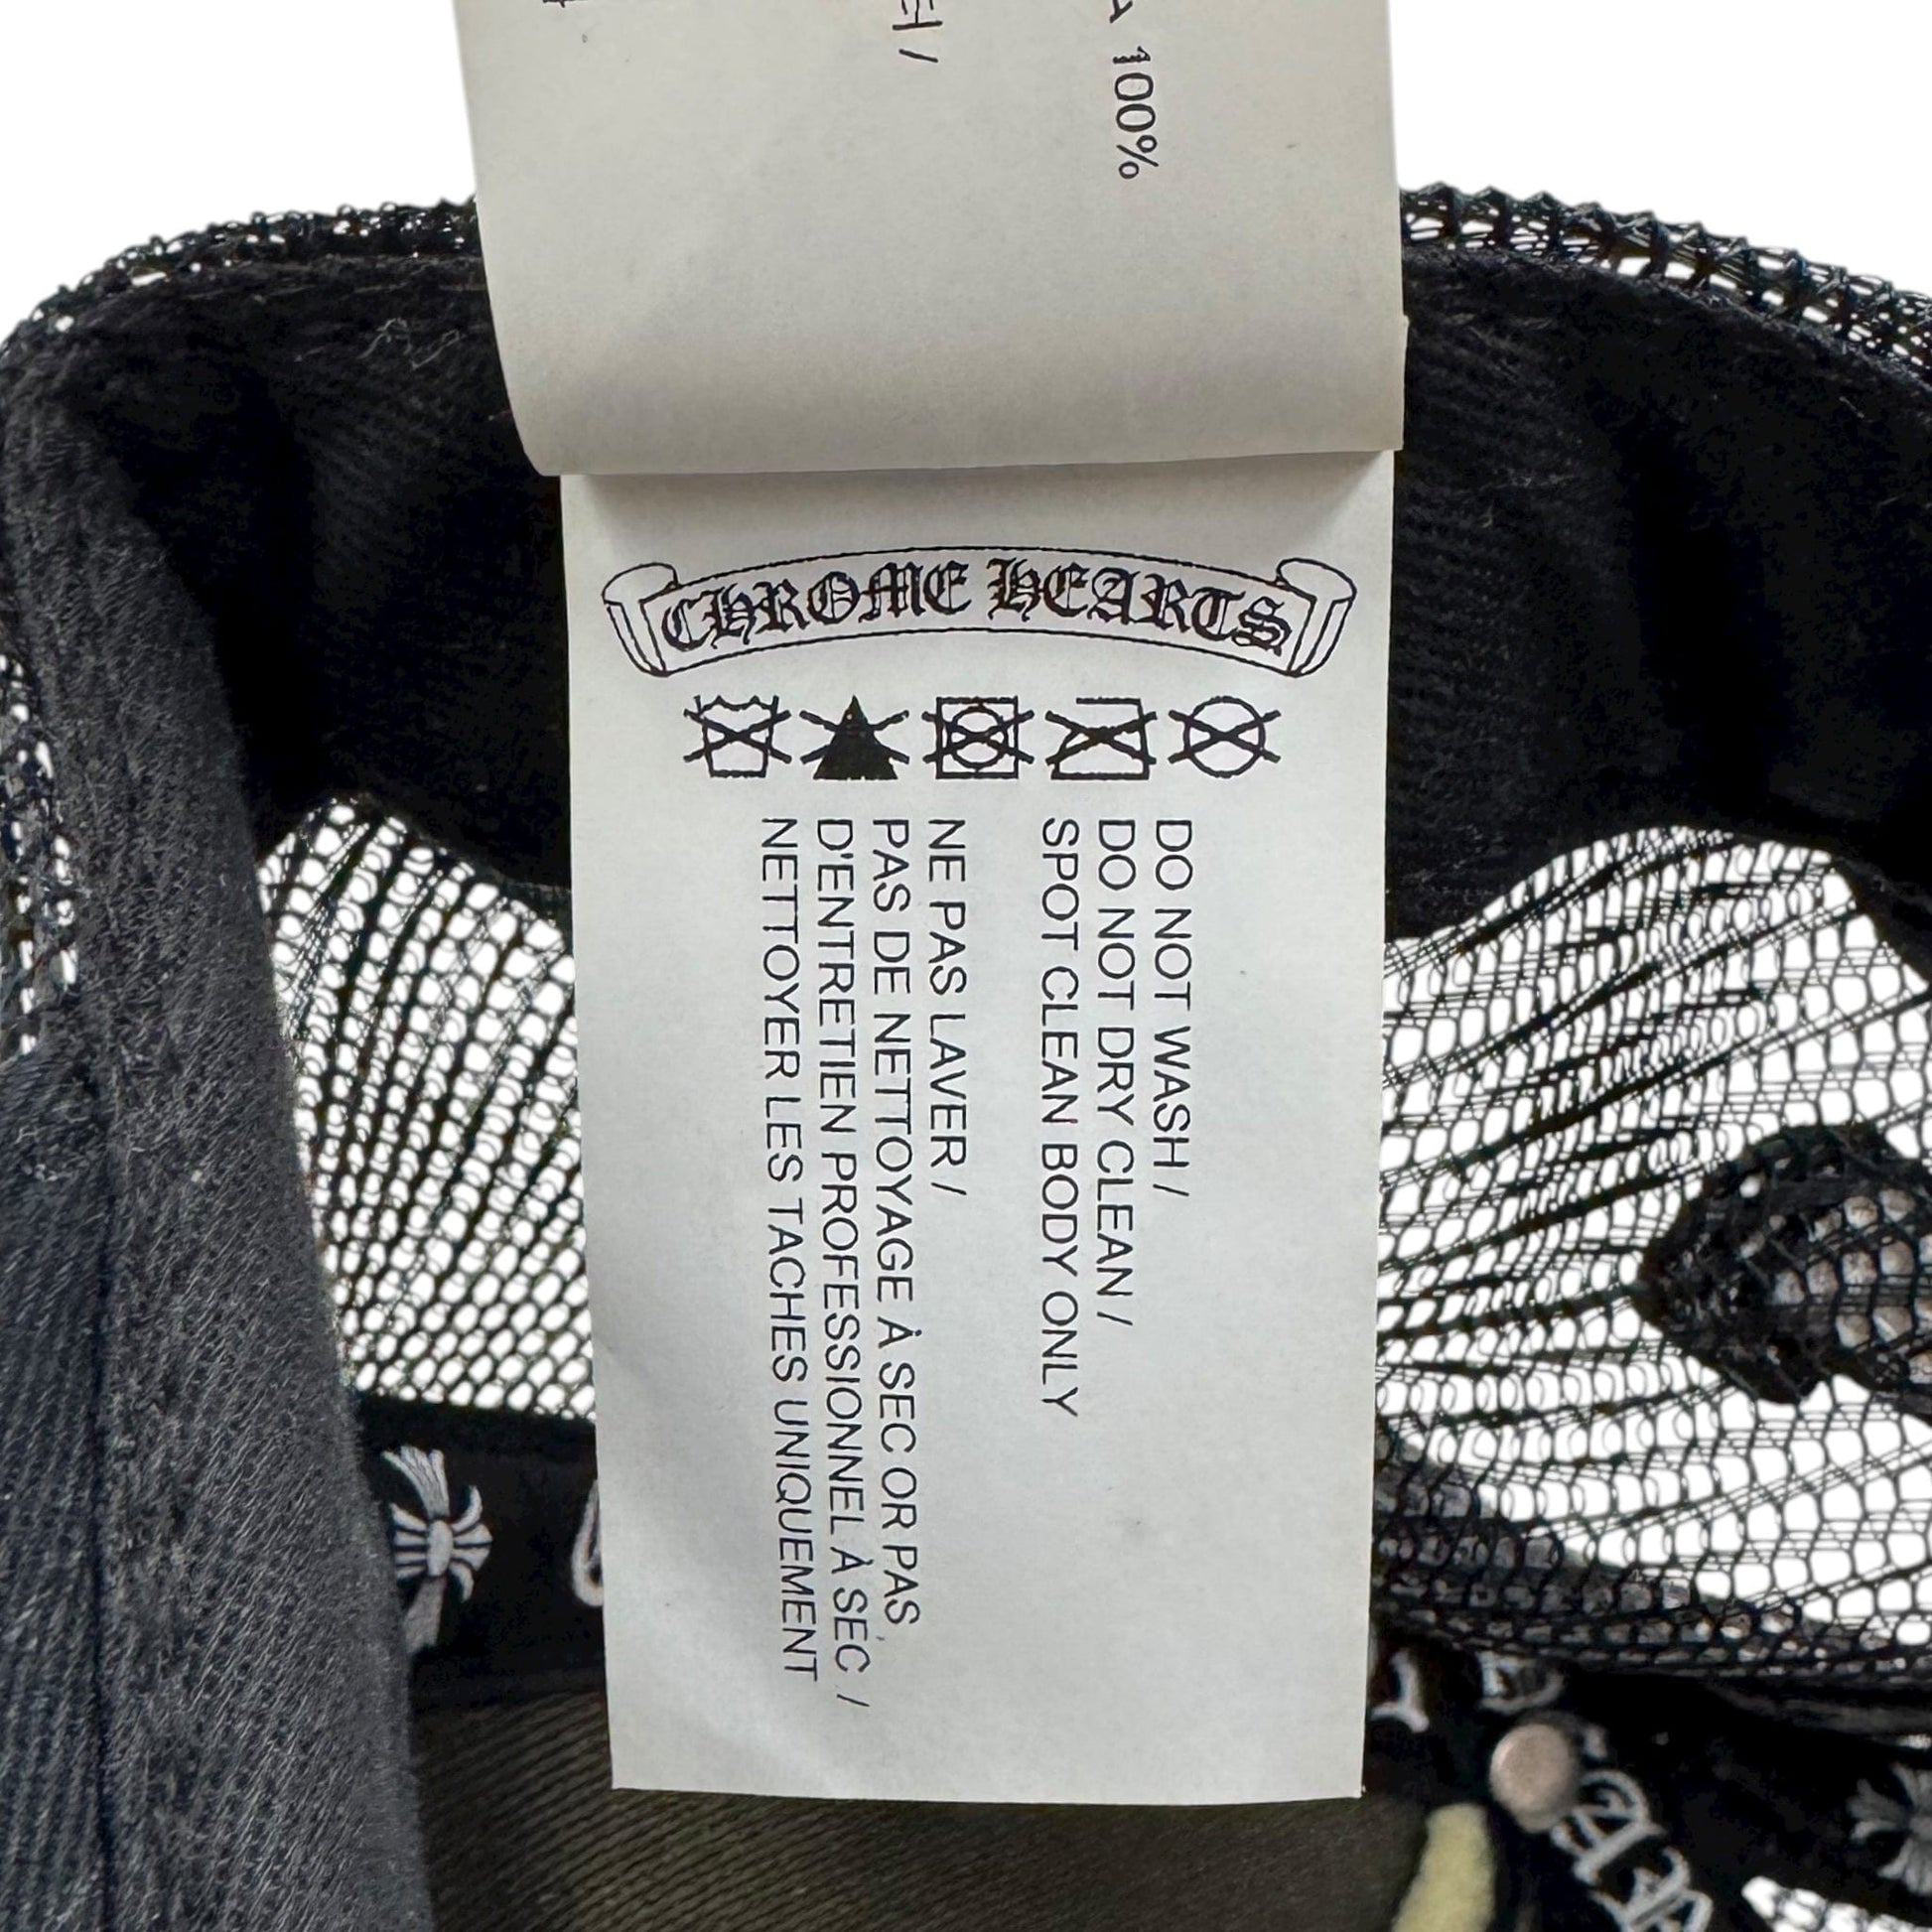 100%
/
CHROME HEARTS
DO NOT WASH /
DO NOT DRY CLEAN /
SPOT CLEAN BODY ONLY
NE PAS LAVER /
PAS DE NETTOYAGE À SEC OR PAS
D'ENTRETIEN PROFESSIONNEL À SEC /
NETTOYER LES TACHES UNIQUEMENT